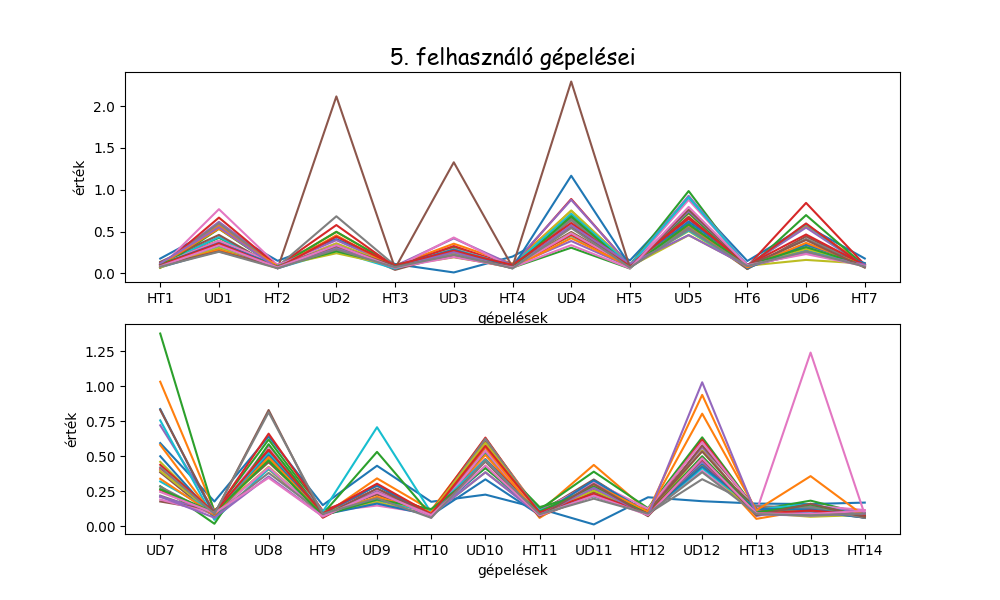 5. felhasználó gépelései
érték
2.0
1.5
1.0
0.5
0.0
HT1 UD1 HT2 UD2 HT3 UD3 HT4 UD4 HT5 UD5 HT6 UD6 HT7
gépelések
érték
1.25
1.00
0.75
0.50
0.25
0.00
UD7 HT8 UD8 HT9 UD9 HT10 UD10 HT11 UD11 HT12 UD12 HT13 UD13 HT14
gépelések